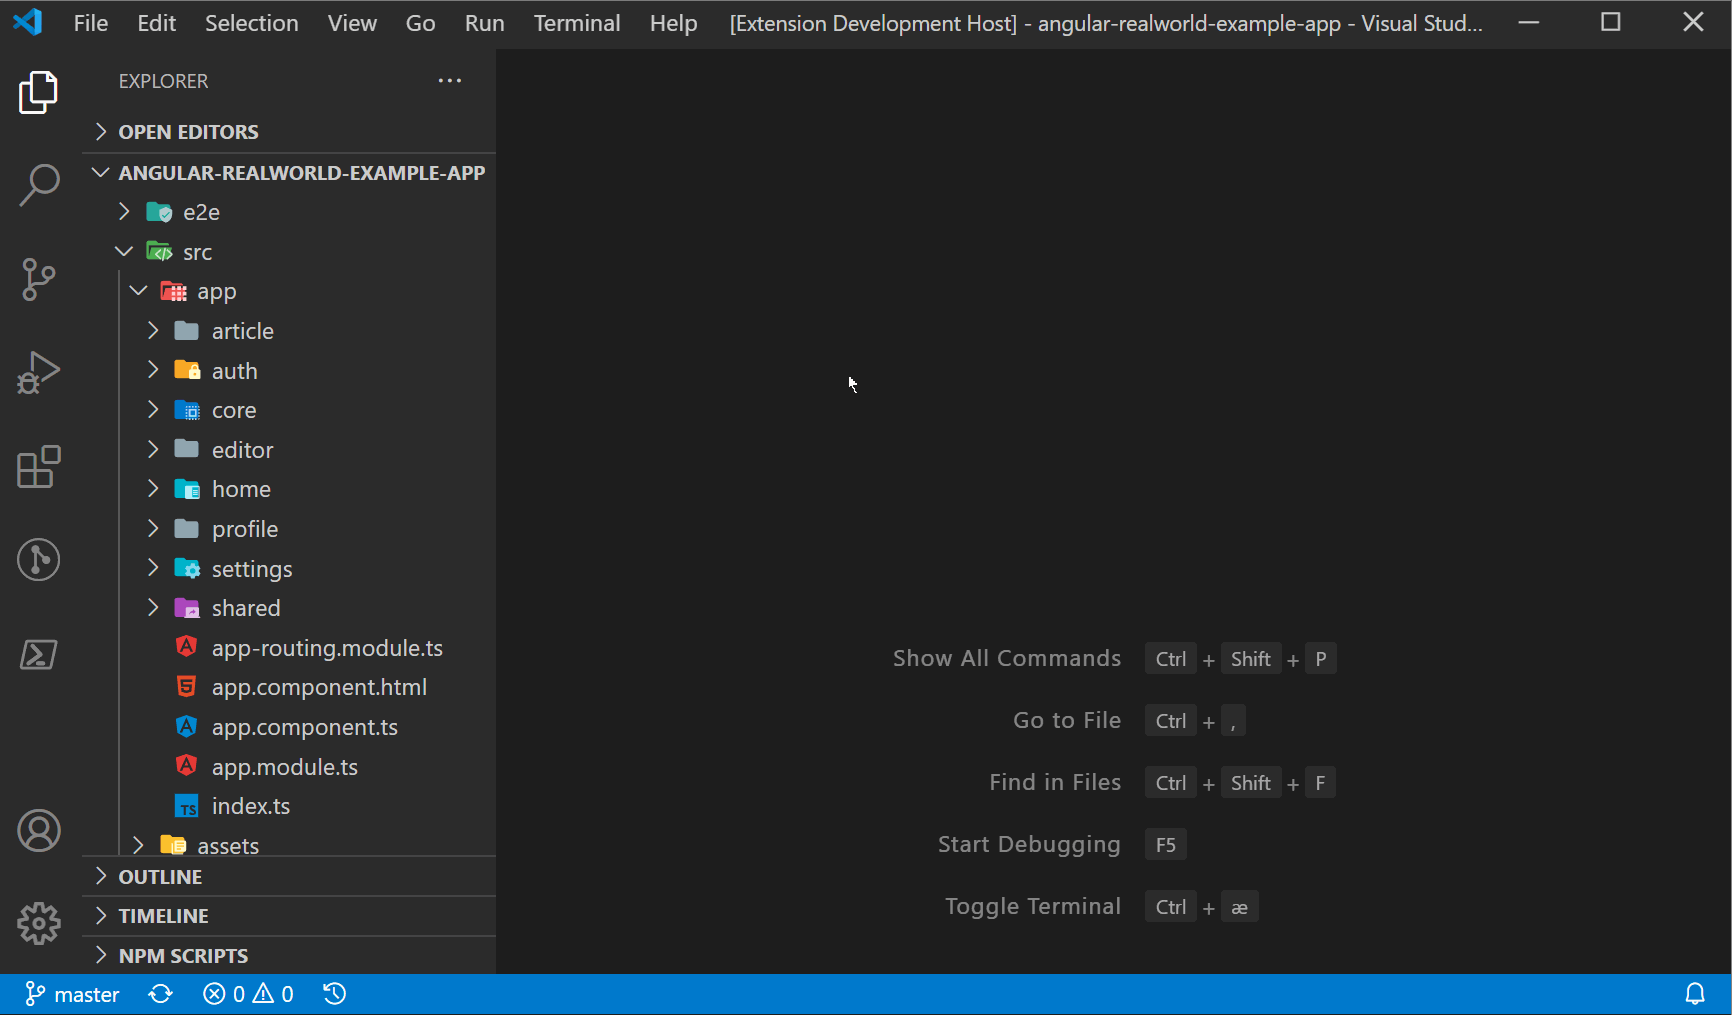 File Edit Selection View Go Run Terminal Help [Extension Development Host] - angular-realworld-example-app - Visual Stud...
EXPLORER
OPEN EDITORS
ANGULAR-REALWORLD-EXAMPLE-APP
e2e
src
app
article
auth
core
editor
home
profile
settings
shared
app-routing.module.ts
app.component.html
app.component.ts
app.module.ts
TS index.ts
assets
OUTLINE
TIMELINE
NPM SCRIPTS
Show All Commands Ctrl + Shift + P
Go to File Ctrl + ,
Find in Files Ctrl + Shift + F
Start Debugging F5
Toggle Terminal Ctrl + æ
master 0 0